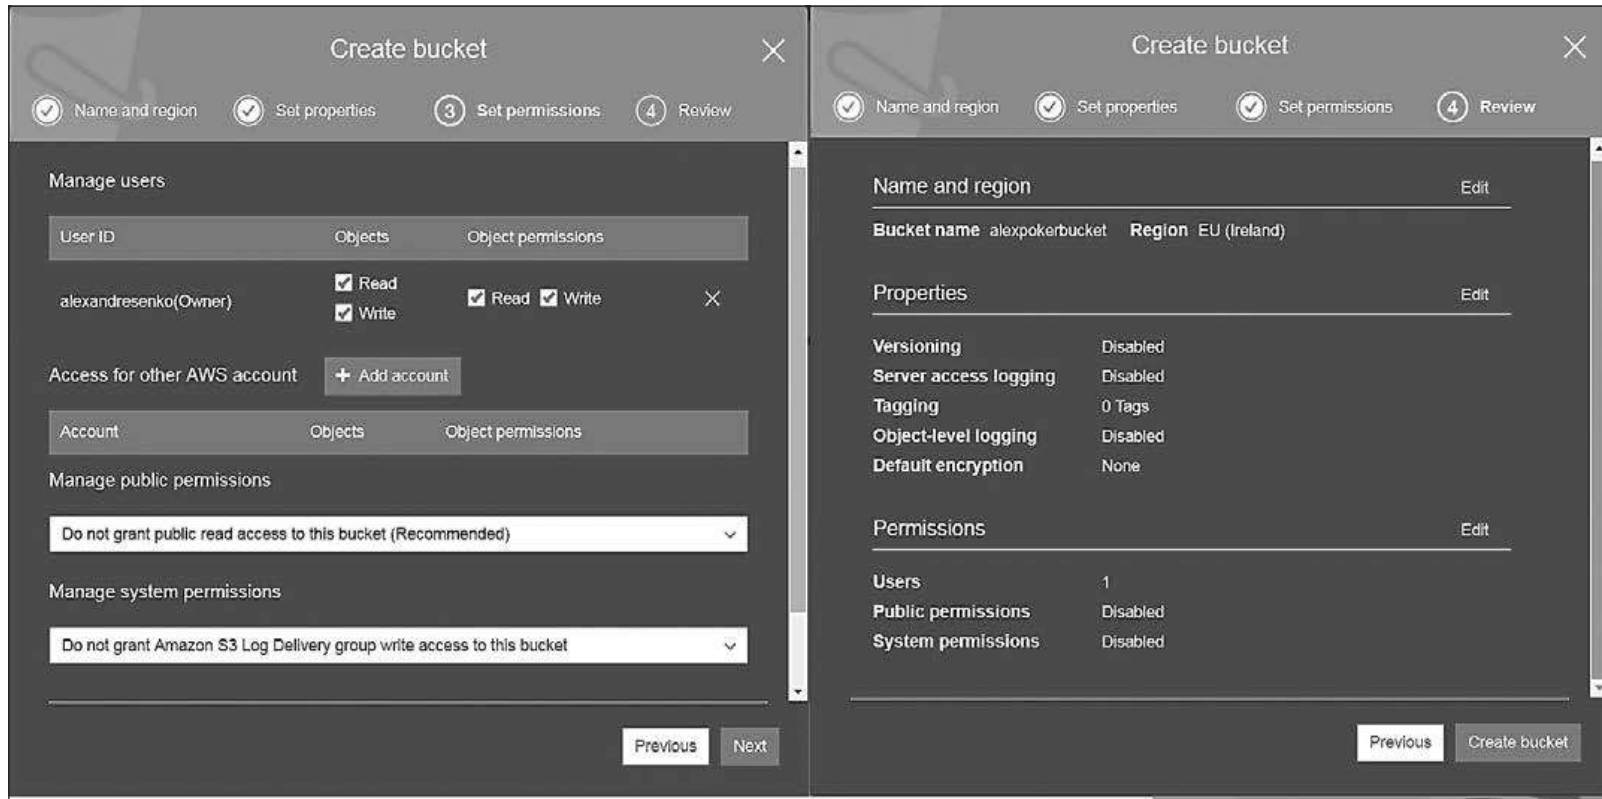 Create bucket
Name and region
Set properties
3 Set permissions
4 Review
Manage users
User ID Objects Object permissions
Read
alexandresenko(Owner) Read Write
Write
Access for other AWS account + Add account
Account Objects Object permissions
Manage public permissions
Do not grant public read access to this bucket (Recommended)
Manage system permissions
Do not grant Amazon S3 Log Delivery group write access to this bucket
Previous Next
Create bucket
Name and region
Set properties
Set permissions
4 Review
Name and region Edit
Bucket name alexpokerbucket Region EU (Ireland)
Properties Edit
Versioning Disabled
Server access logging Disabled
Tagging 0 Tags
Object-level logging Disabled
Default encryption None
Permissions Edit
Users 1
Public permissions Disabled
System permissions Disabled
Previous Create bucket